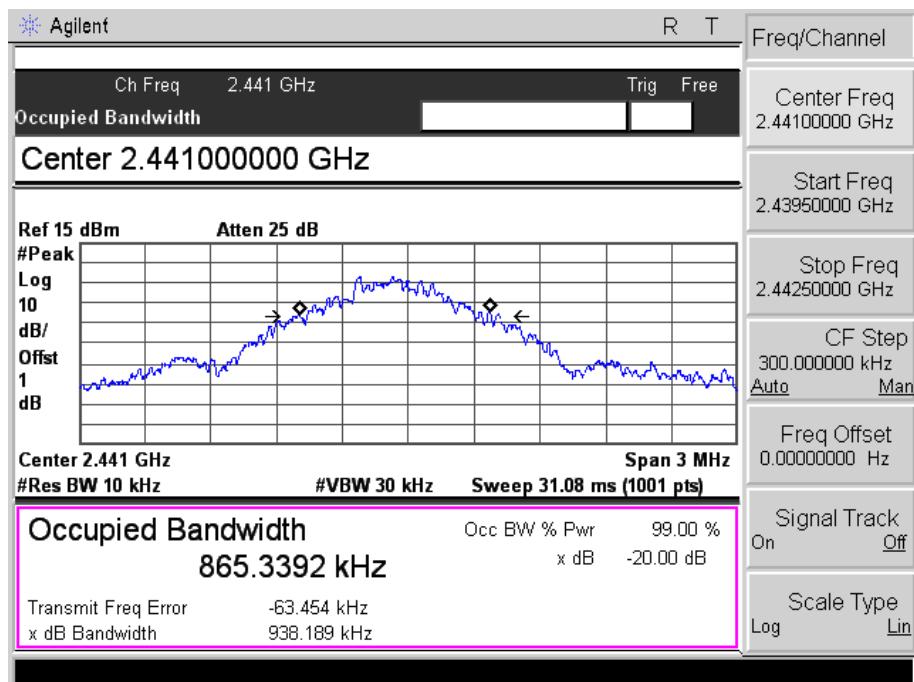 Agilent R T
Ch Freq 2.441 GHz Trig Free
Occupied Bandwidth
Center 2.441000000 GHz
Ref 15 dBm Atten 25 dB
#Peak
Log
10
dB/
Offst
1
dB
Center 2.441 GHz Span 3 MHz
#Res BW 10 kHz #VBW 30 kHz Sweep 31.08 ms (1001 pts)
Occupied Bandwidth Occ BW % Pwr 99.00 %
865.3392 kHz x dB -20.00 dB
Transmit Freq Error -63.454 kHz
x dB Bandwidth 938.189 kHz
Freq/Channel
Center Freq
2.44100000 GHz
Start Freq
2.43950000 GHz
Stop Freq
2.44250000 GHz
CF Step
300.000000 kHz
Auto Man
Freq Offset
0.00000000 Hz
Signal Track
On Off
Scale Type
Log Lin